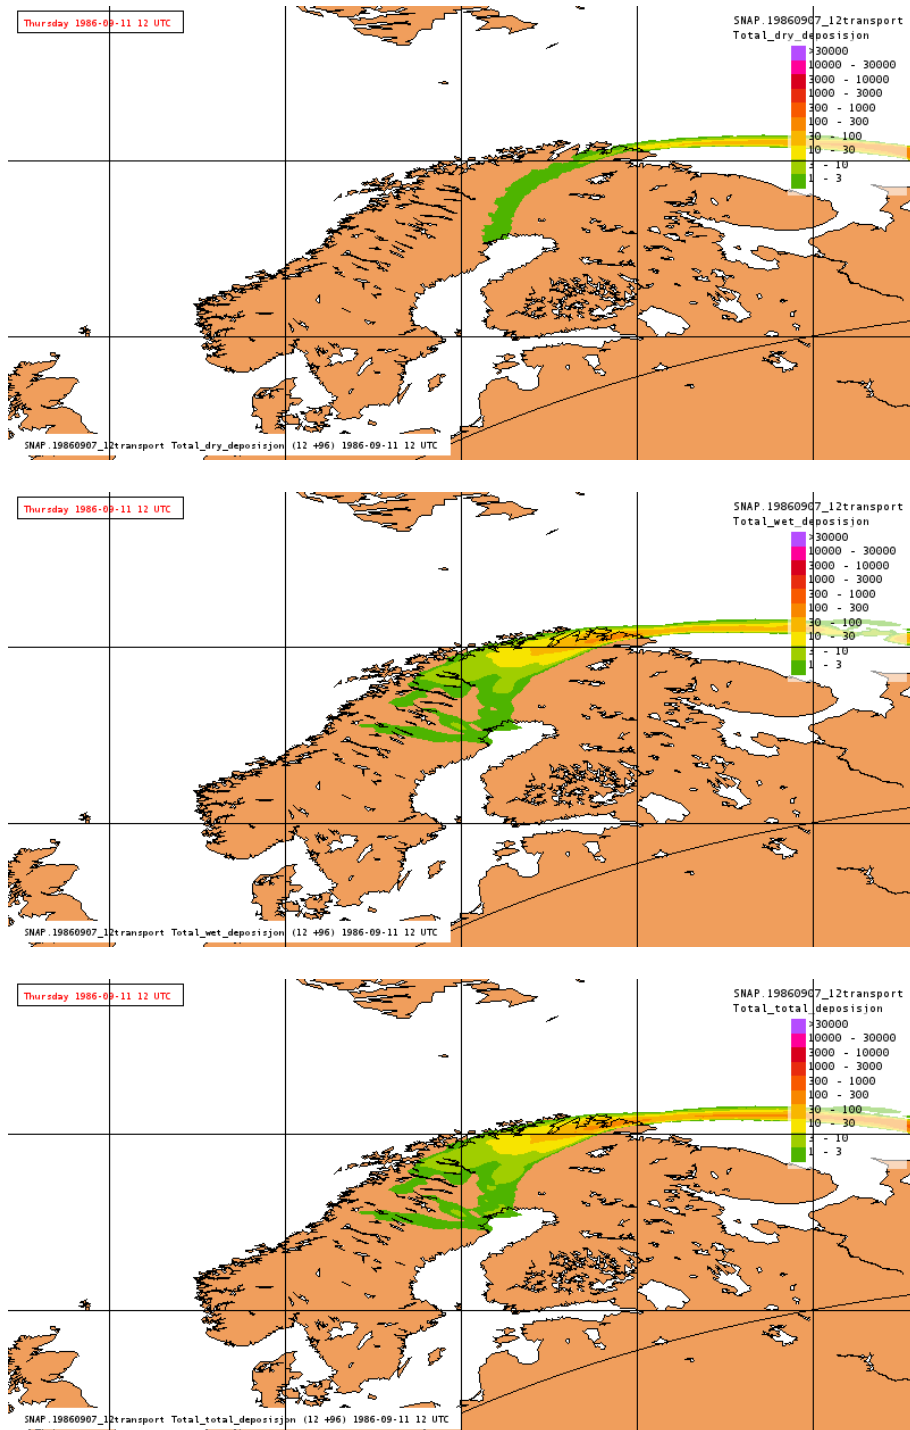 Thursday 1986-09-11 12 UTC
SNAP.19860907_12transport
Total_dry_deposisjon
>30000
10000 - 30000
3000 - 10000
1000 - 3000
300 - 1000
100 - 300
30 - 100
10 - 30
3 - 10
1 - 3
SNAP.19860907_12transport Total_dry_deposisjon (12 +96) 1986-09-11 12 UTC
Thursday 1986-09-11 12 UTC
SNAP.19860907_12transport
Total_wet_deposisjon
>30000
10000 - 30000
3000 - 10000
1000 - 3000
300 - 1000
100 - 300
30 - 100
10 - 30
3 - 10
1 - 3
SNAP.19860907_12transport Total_wet_deposisjon (12 +96) 1986-09-11 12 UTC
Thursday 1986-09-11 12 UTC
SNAP.19860907_12transport
Total_total_deposisjon
>30000
10000 - 30000
3000 - 10000
1000 - 3000
300 - 1000
100 - 300
30 - 100
10 - 30
3 - 10
1 - 3
SNAP.19860907_12transport Total_total_deposisjon (12 +96) 1986-09-11 12 UTC